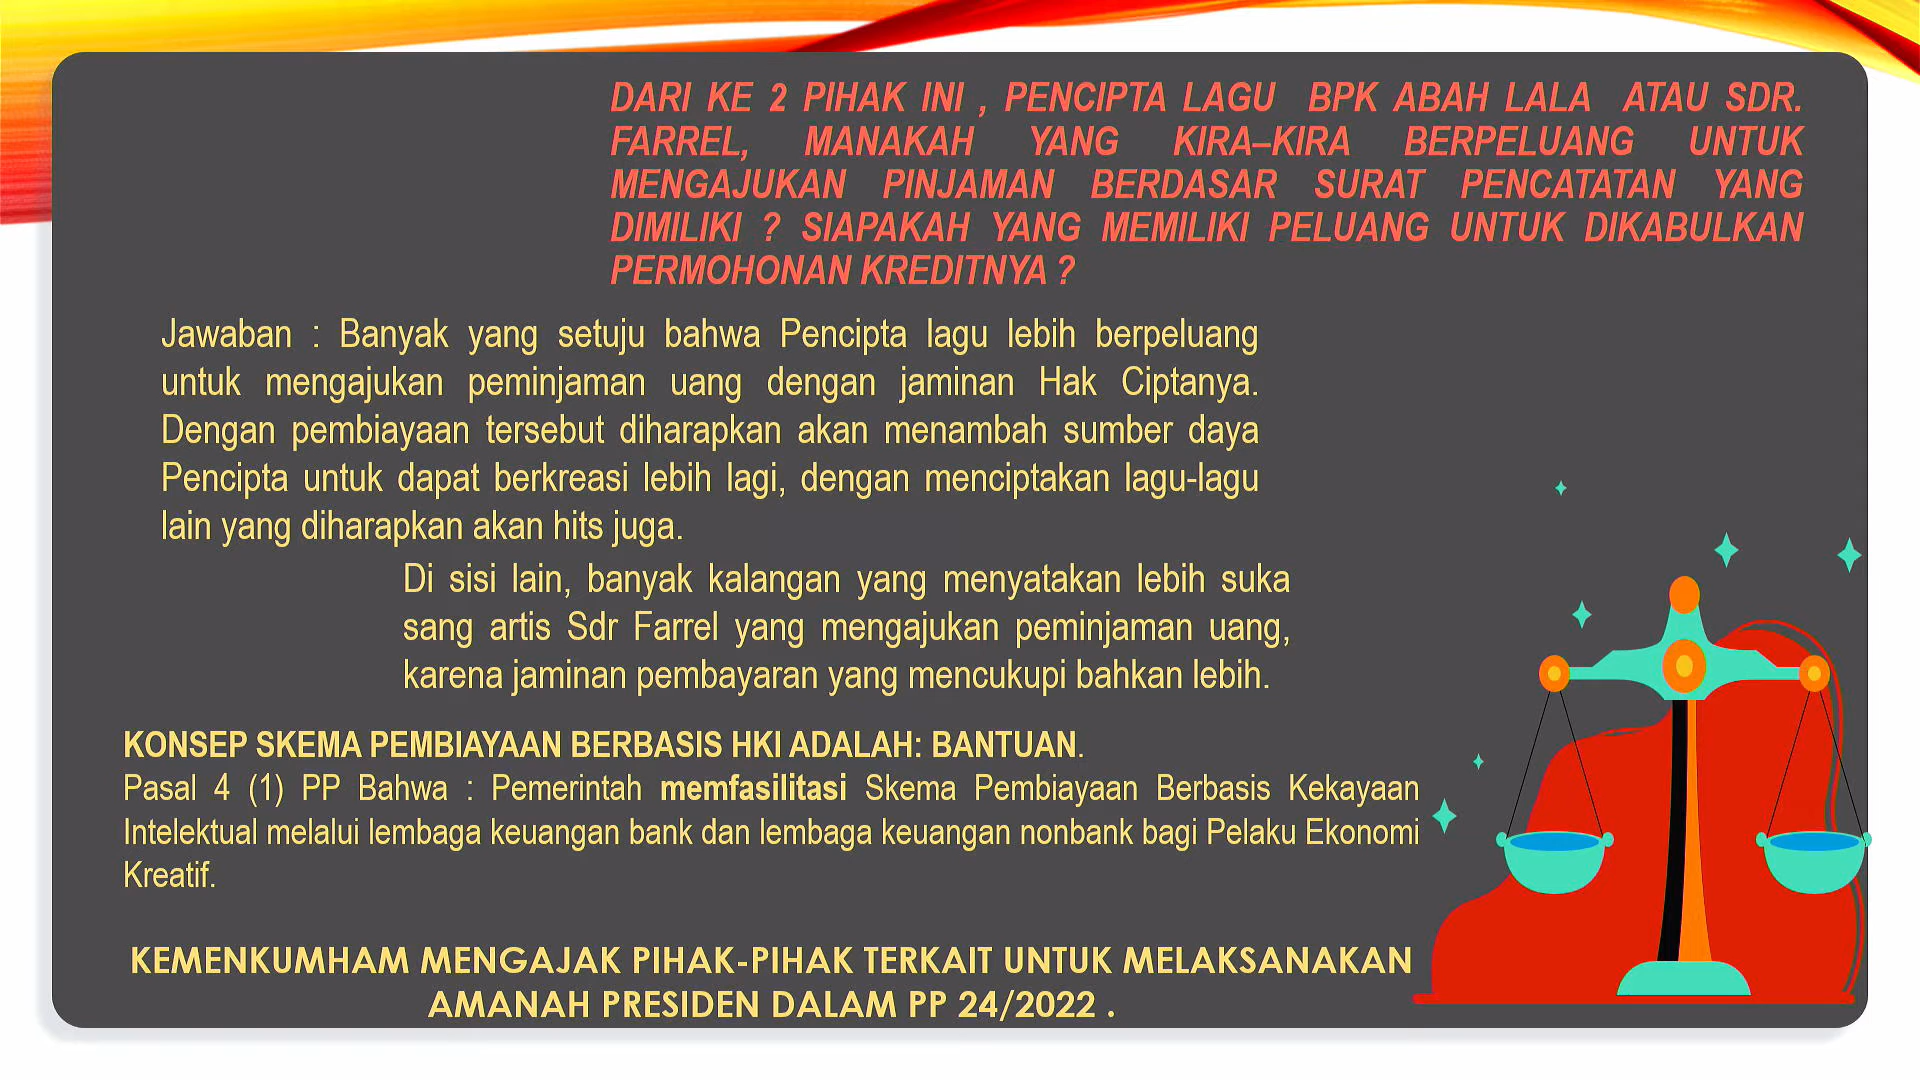 DARI KE 2 PIHAK INI , PENCIPTA LAGU BPK ABAH LALA ATAU SDR.
FARREL, MANAKAH YANG KIRA–KIRA BERPELUANG UNTUK
MENGAJUKAN PINJAMAN BERDASAR SURAT PENCATATAN YANG
DIMILIKI ? SIAPAKAH YANG MEMILIKI PELUANG UNTUK DIKABULKAN
PERMOHONAN KREDITNYA ?
Jawaban : Banyak yang setuju bahwa Pencipta lagu lebih berpeluang
untuk mengajukan peminjaman uang dengan jaminan Hak Ciptanya.
Dengan pembiayaan tersebut diharapkan akan menambah sumber daya
Pencipta untuk dapat berkreasi lebih lagi, dengan menciptakan lagu-lagu
lain yang diharapkan akan hits juga.
Di sisi lain, banyak kalangan yang menyatakan lebih suka
sang artis Sdr Farrel yang mengajukan peminjaman uang,
karena jaminan pembayaran yang mencukupi bahkan lebih.
KONSEP SKEMA PEMBIAYAAN BERBASIS HKI ADALAH: BANTUAN.
Pasal 4 (1) PP Bahwa : Pemerintah memfasilitasi Skema Pembiayaan Berbasis Kekayaan
Intelektual melalui lembaga keuangan bank dan lembaga keuangan nonbank bagi Pelaku Ekonomi
Kreatif.
KEMENKUMHAM MENGAJAK PIHAK-PIHAK TERKAIT UNTUK MELAKSANAKAN
AMANAH PRESIDEN DALAM PP 24/2022 .